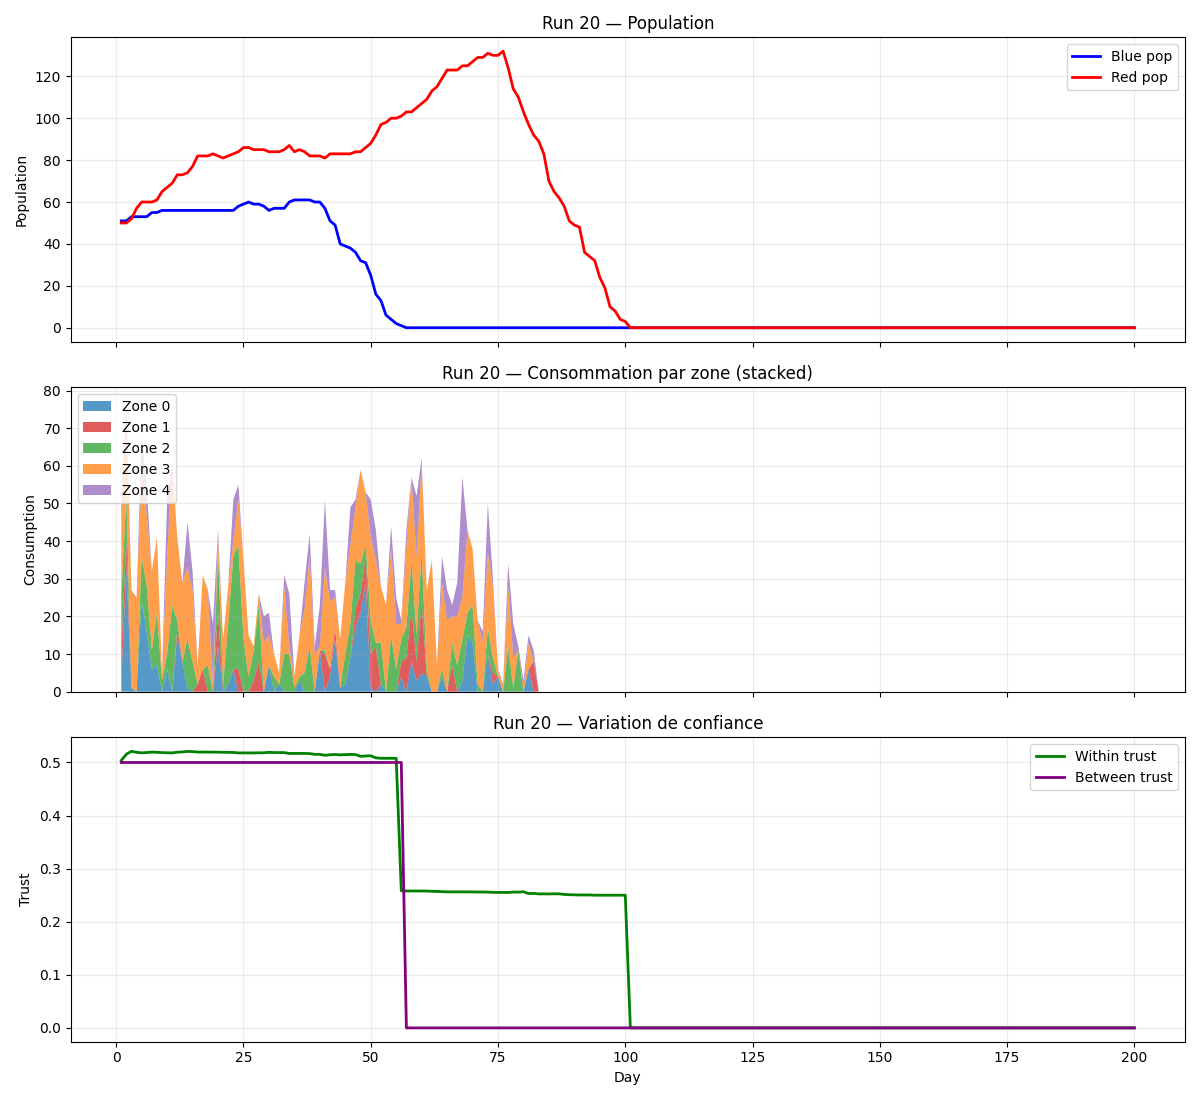 Run 20 — Population
Population
120
100
80
60
40
20
0
Blue pop
Red pop
Run 20 — Consommation par zone (stacked)
Consumption
80
70
60
50
40
30
20
10
0
Zone 0
Zone 1
Zone 2
Zone 3
Zone 4
Run 20 — Variation de confiance
Trust
0.5
0.4
0.3
0.2
0.1
0.0
Within trust
Between trust
0 25 50 75 100 125 150 175 200
Day